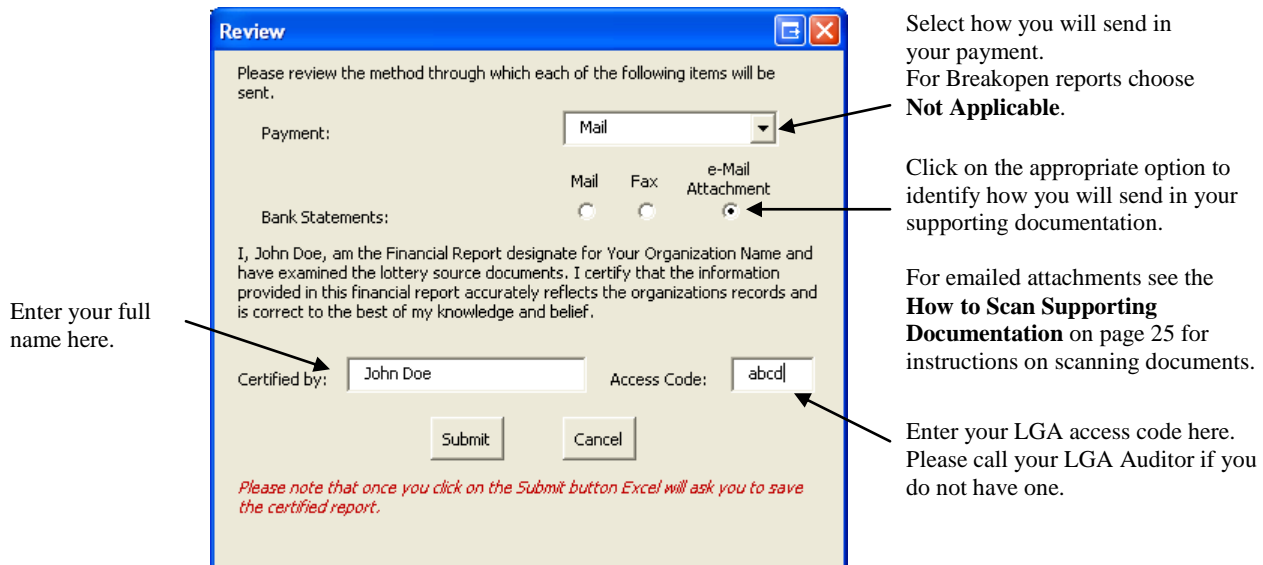 Review
Please review the method through which each of the following items will be
sent.
Payment:
Mail
Mail
Fax
e-Mail
Attachment
Bank Statements:
I, John Doe, am the Financial Report designate for Your Organization Name and
have examined the lottery source documents. I certify that the information
provided in this financial report accurately reflects the organizations records and
is correct to the best of my knowledge and belief.
Certified by:
John Doe
Access Code:
abcd
Submit
Cancel
Please note that once you click on the Submit button Excel will ask you to save
the certified report.
Enter your full
name here.
Select how you will send in
your payment.
For Breakopen reports choose
Not Applicable.
Click on the appropriate option to
identify how you will send in your
supporting documentation.
For emailed attachments see the
How to Scan Supporting
Documentation on page 25 for
instructions on scanning documents.
Enter your LGA access code here.
Please call your LGA Auditor if you
do not have one.